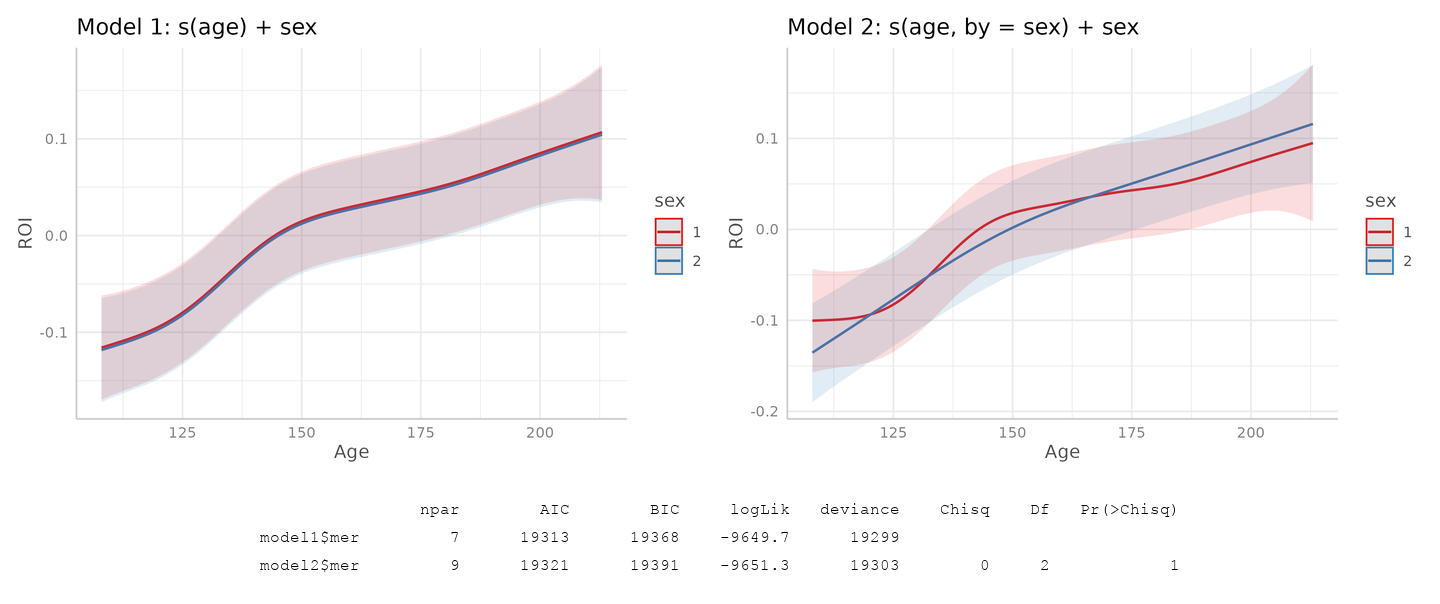 Model 1: s(age) + sex
0.1
0.0
-0.1
ROI
125 150 175 200
Age
sex
1
2
Model 2: s(age, by = sex) + sex
0.1
0.0
-0.1
-0.2
ROI
125 150 175 200
Age
sex
1
2
npar AIC BIC logLik deviance Chisq Df Pr(>Chisq)
model1$mer 7 19313 19368 -9649.7 19299
model2$mer 9 19321 19391 -9651.3 19303 0 2 1